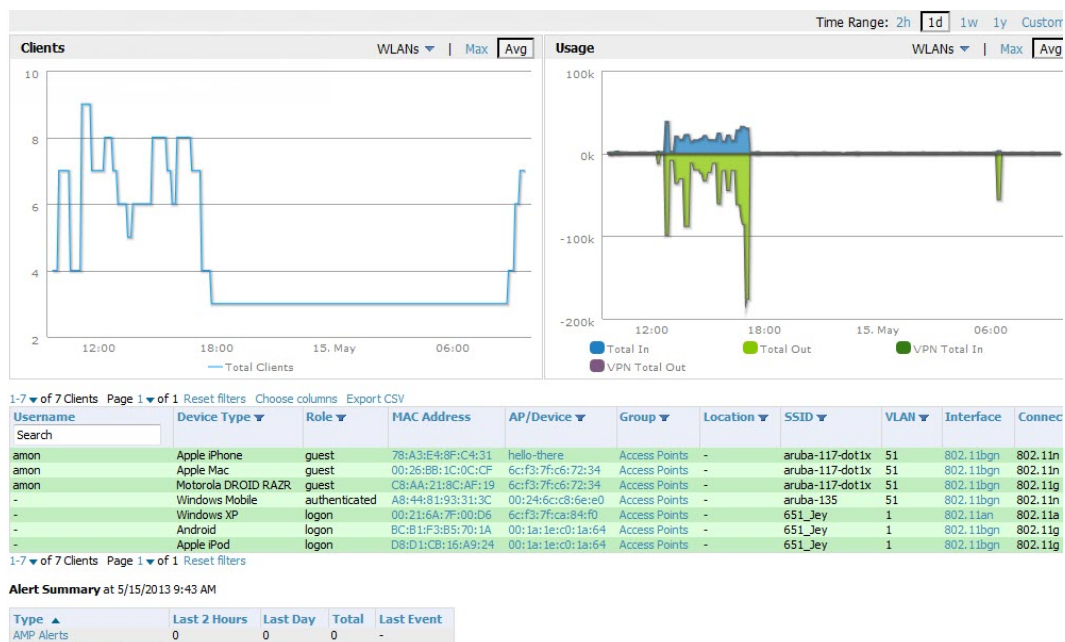 Time Range: 2h 1d 1w 1y Custom
Clients WLANs | Max Avg
10
8
6
4
2
12:00 18:00 15. May 06:00
Total Clients
Usage WLANs | Max Avg
100k
0k
-100k
-200k
12:00 18:00 15. May 06:00
Total In Total Out VPN Total In
VPN Total Out
1-7 of 7 Clients Page 1 of 1 Reset filters Choose columns Export CSV
Username Device Type Role MAC Address AP/Device Group Location SSID VLAN Interface Connec
Search
amon Apple iPhone guest 78:A3:E4:8F:C4:31 hello-there Access Points - aruba-117-dot1x 51 802.11bgn 802.11n
amon Apple Mac guest 00:26:BB:1C:0C:CF 6c:f3:7f:c6:72:34 Access Points - aruba-117-dot1x 51 802.11bgn 802.11n
amon Motorola DROID RAZR guest C8:AA:21:8C:AF:19 6c:f3:7f:c6:72:34 Access Points - aruba-117-dot1x 51 802.11bgn 802.11g
- Windows Mobile authenticated A8:44:81:93:31:3C 00:24:6c:c8:6e:e0 Access Points - aruba-135 51 802.11bgn 802.11n
- Windows XP logon 00:21:6A:7F:00:D6 6c:f3:7f:ca:84:f0 Access Points - 651_Jey 1 802.11an 802.11a
- Android logon BC:B1:F3:B5:70:1A 00:1a:1e:c0:1a:64 Access Points - 651_Jey 1 802.11bgn 802.11g
- Apple iPod logon D8:D1:CB:16:A9:24 00:1a:1e:c0:1a:64 Access Points - 651_Jey 1 802.11bgn 802.11g
1-7 of 7 Clients Page 1 of 1 Reset filters
Alert Summary at 5/15/2013 9:43 AM
Type Last 2 Hours Last Day Total Last Event
AMP Alerts 0 0 0 -